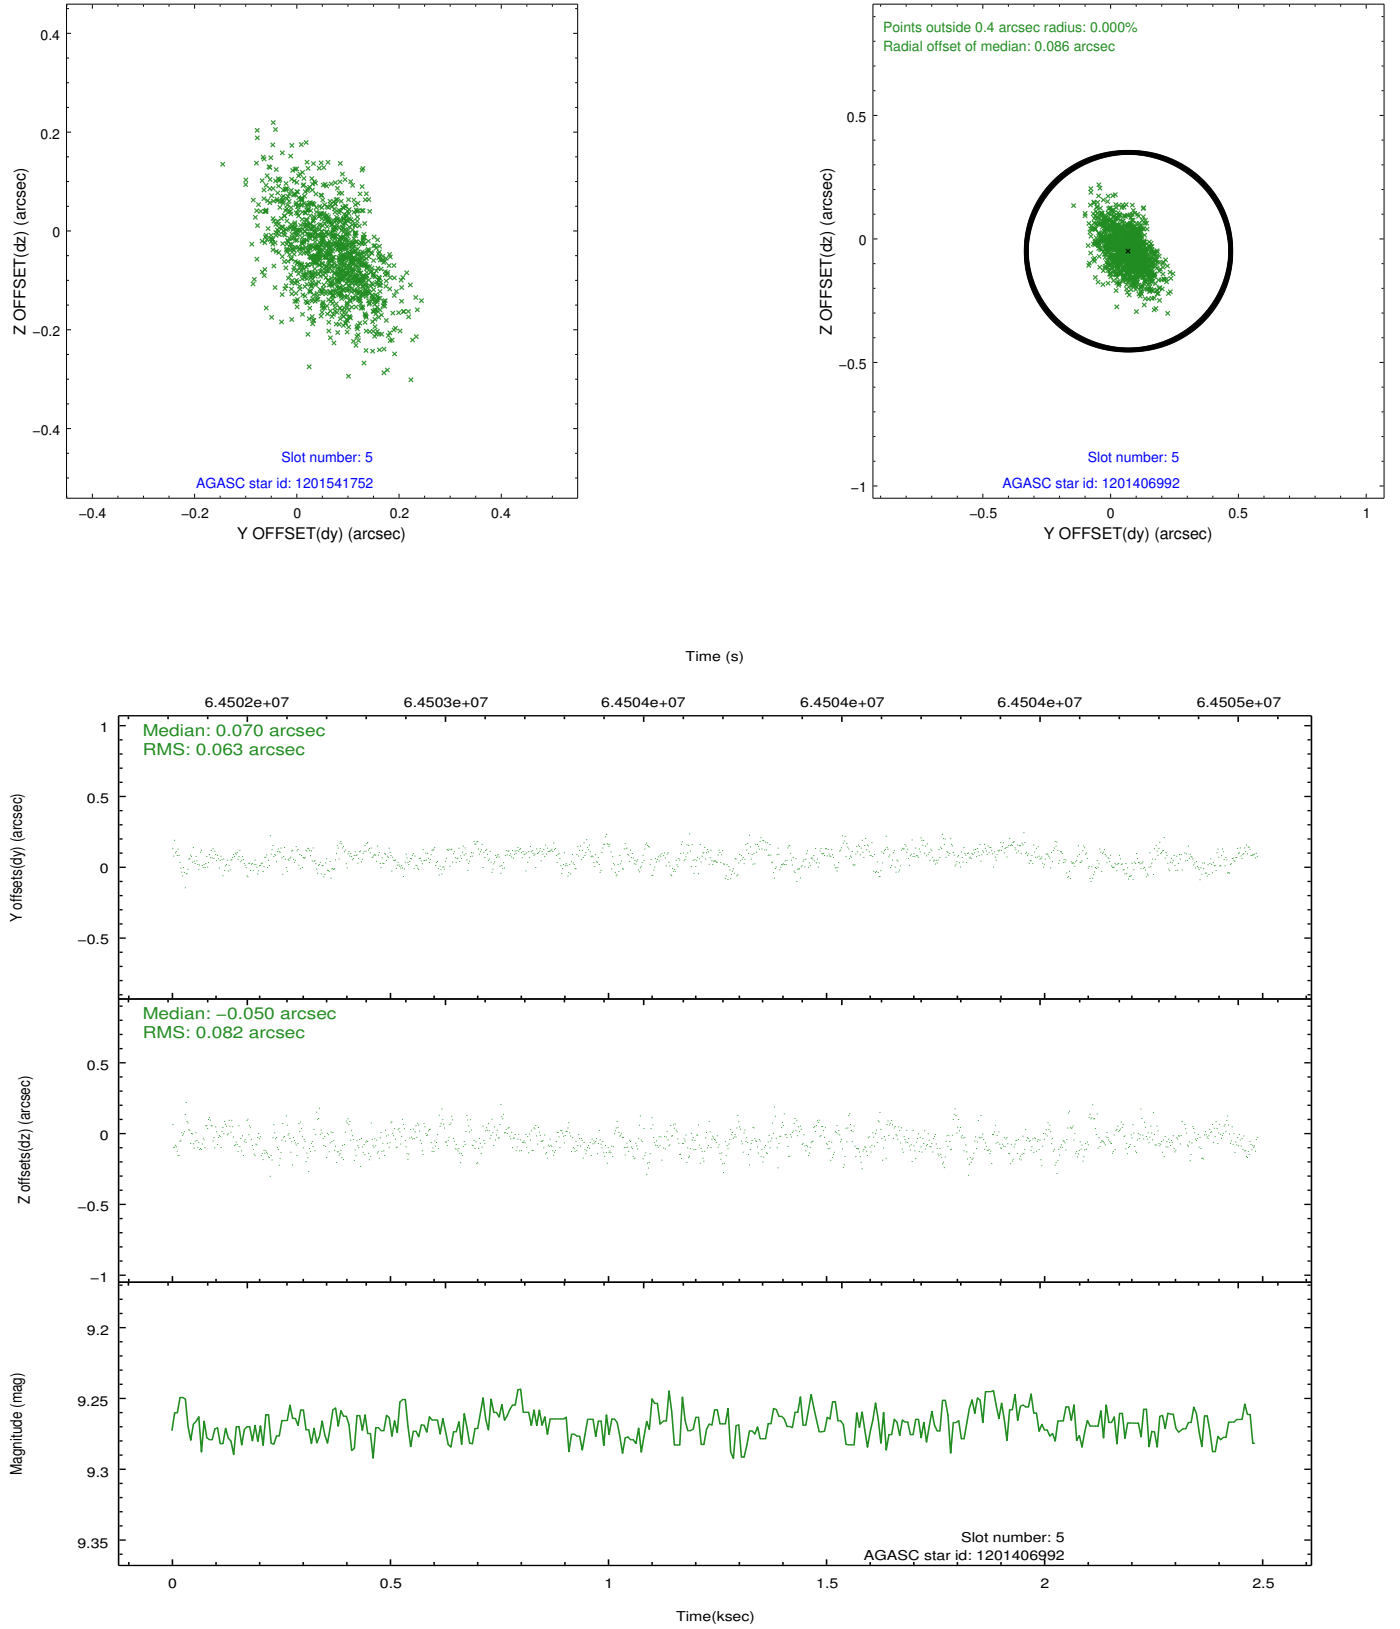 0.4
0.2
0
−0.2
−0.4
Z OFFSET(dz) (arcsec)
Slot number: 5
AGASC star id: 1201541752
−0.4 −0.2 0 0.2 0.4
Y OFFSET(dy) (arcsec)
Points outside 0.4 arcsec radius: 0.000%
Radial offset of median: 0.086 arcsec
0.5
0
−0.5
−1
Z OFFSET(dz) (arcsec)
Slot number: 5
AGASC star id: 1201406992
−0.5 0 0.5 1
Y OFFSET(dy) (arcsec)
Time (s)
6.4502e+07 6.4503e+07 6.4504e+07 6.4504e+07 6.4504e+07 6.4505e+07
Median: 0.070 arcsec
RMS: 0.063 arcsec
1
0.5
0
−0.5
Y offsets(dy) (arcsec)
Median: −0.050 arcsec
RMS: 0.082 arcsec
0.5
0
−0.5
−1
Z offsets(dz) (arcsec)
9.2
9.25
9.3
9.35
Magnitude (mag)
Slot number: 5
AGASC star id: 1201406992
0 0.5 1 1.5 2 2.5
Time(ksec)